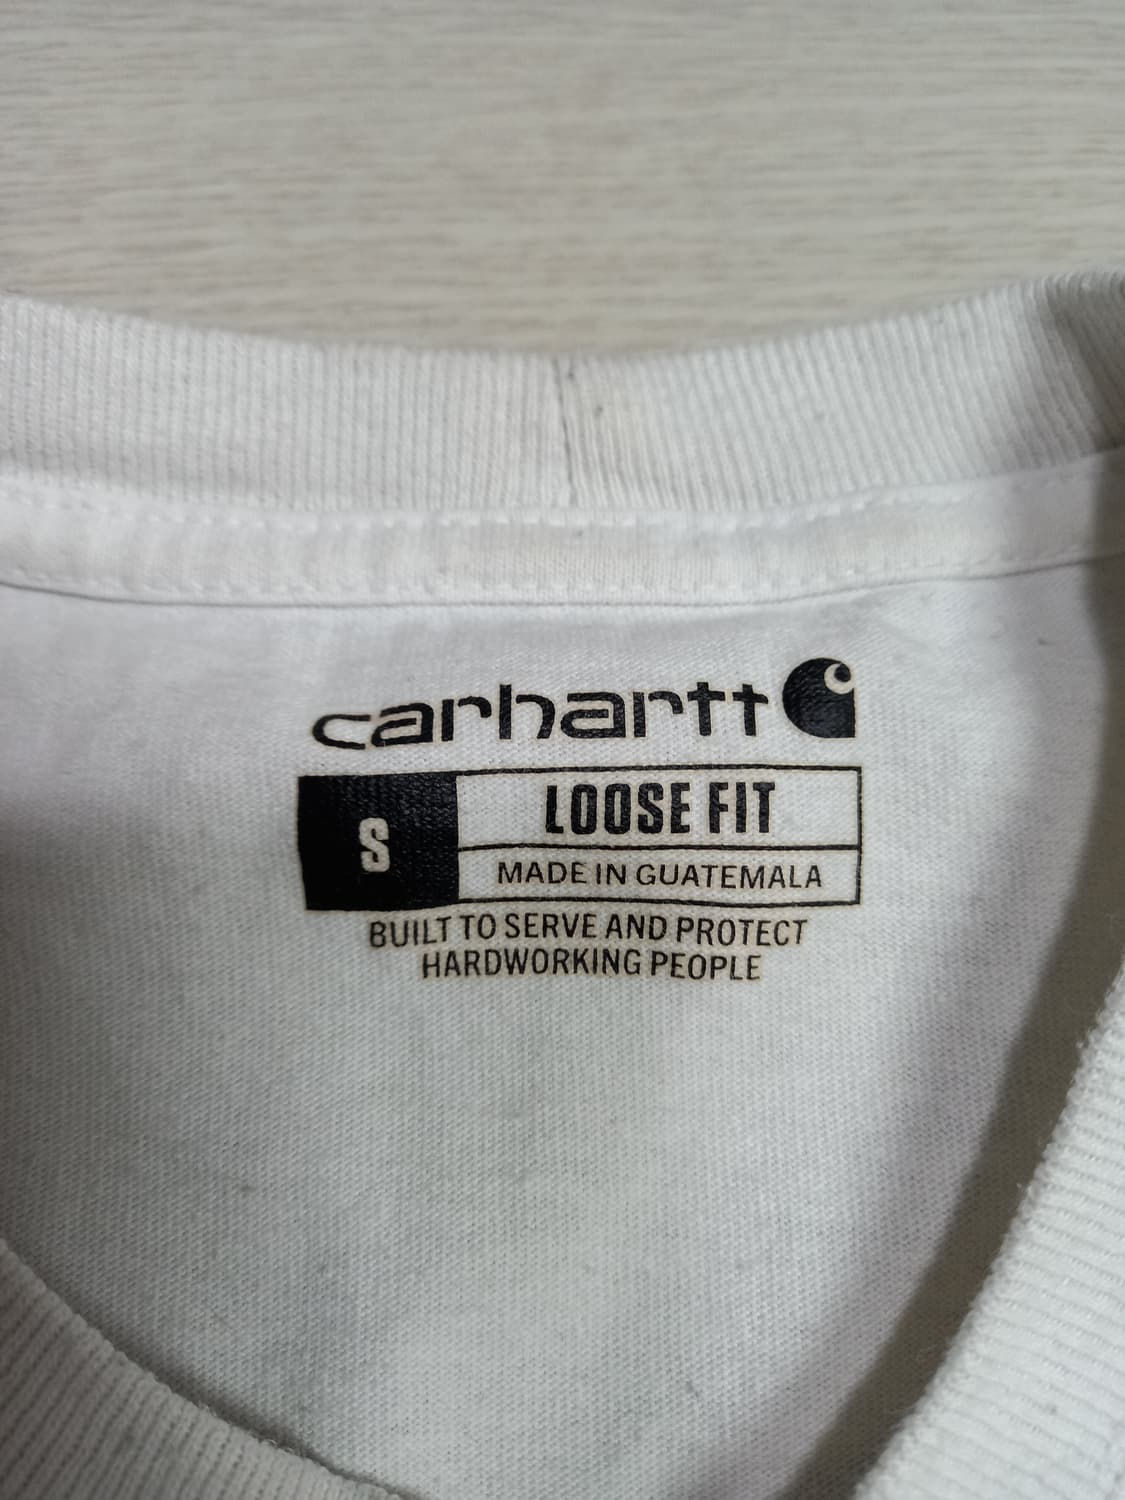 carhartt
S
LOOSE FIT
MADE IN GUATEMALA
BUILT TO SERVE AND PROTECT
HARDWORKING PEOPLE